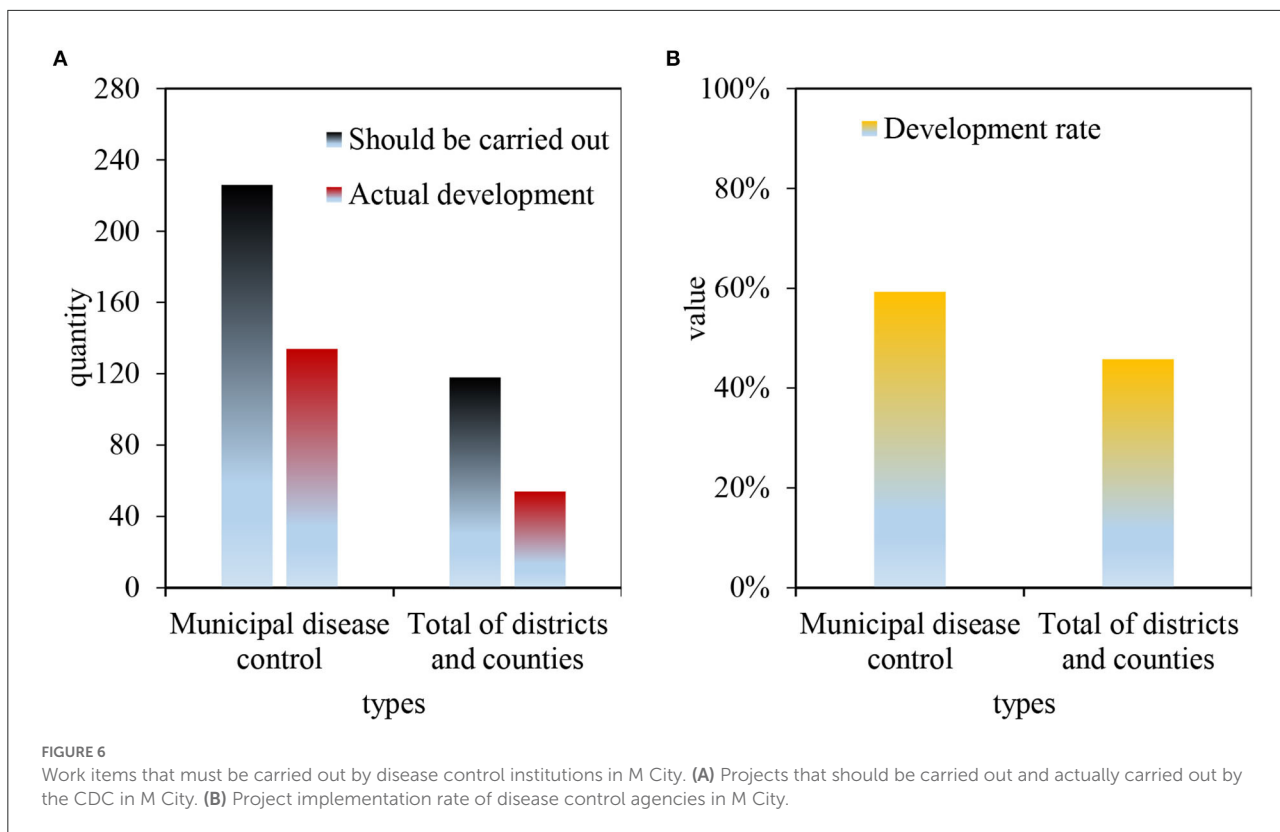 A
280
240
200
160
120
80
40
0
quantity
Should be carried out
Actual development
Municipal disease
control
Total of districts
and counties
types
B
100%
80%
60%
40%
20%
0%
value
Development rate
Municipal disease
control
Total of districts
and counties
types
FIGURE 6
Work items that must be carried out by disease control institutions in M City. (A) Projects that should be carried out and actually carried out by
the CDC in M City. (B) Project implementation rate of disease control agencies in M City.